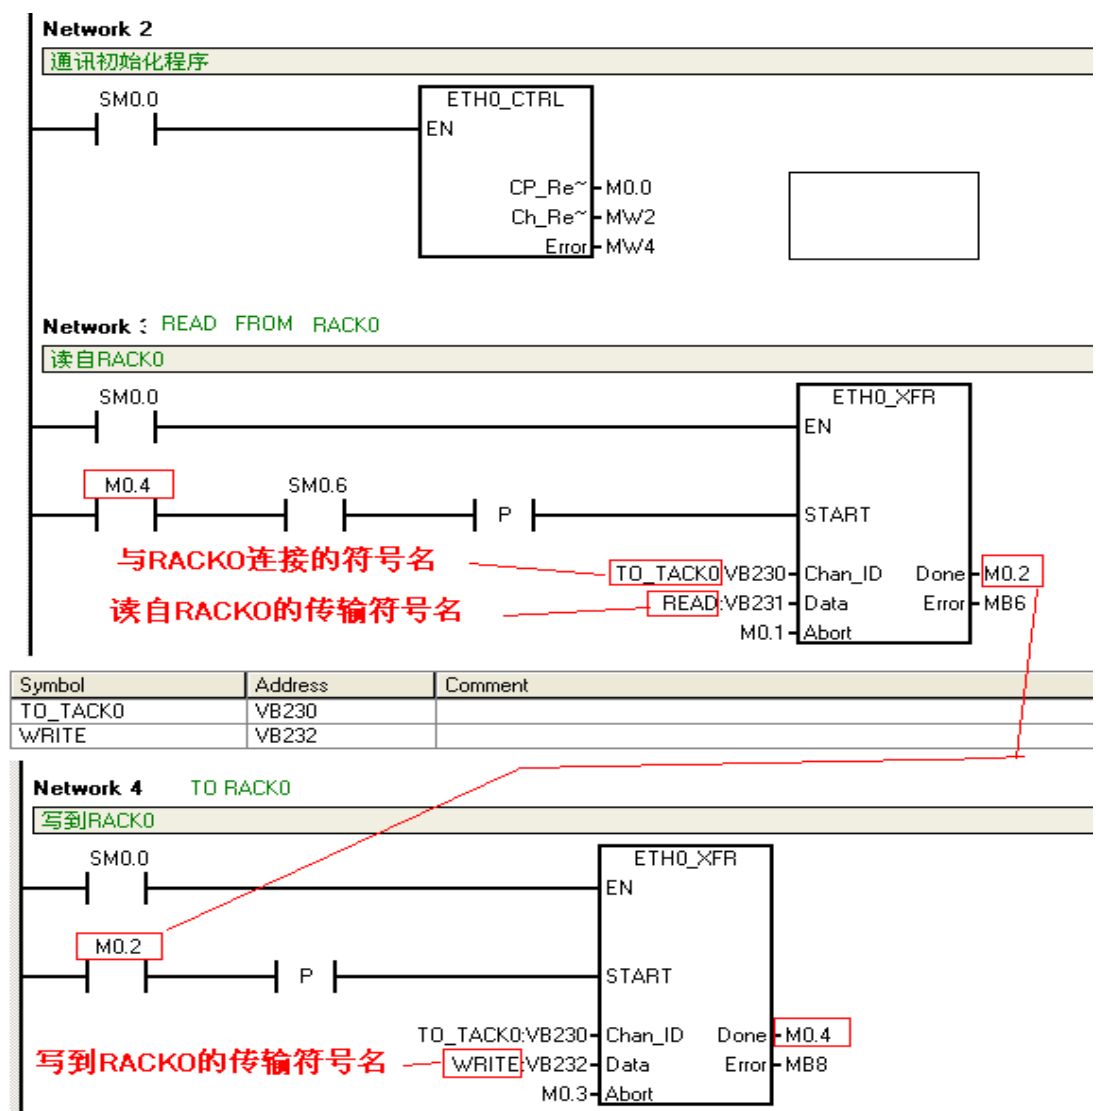 Network 2
通讯初始化程序
SM0.0
ETH0_CTRL
EN
CP_Re~ M0.0
Ch_Re~ MW2
Error MW4
Network 3 READ FROM RACK0
读自RACK0
SM0.0
ETH0_XFR
EN
M0.4 SM0.6
P
START
与RACK0连接的符号名
TO_TACK0:VB230 Chan_ID Done M0.2
读自RACK0的传输符号名
READ:VB231 Data Error MB6
M0.1 Abort
Symbol Address Comment
TO_TACK0 VB230
WRITE VB232
Network 4 TO RACK0
写到RACK0
SM0.0
ETH0_XFR
EN
M0.2
P
START
TO_TACK0:VB230 Chan_ID Done M0.4
写到RACK0的传输符号名
WRITE:VB232 Data Error MB8
M0.3 Abort